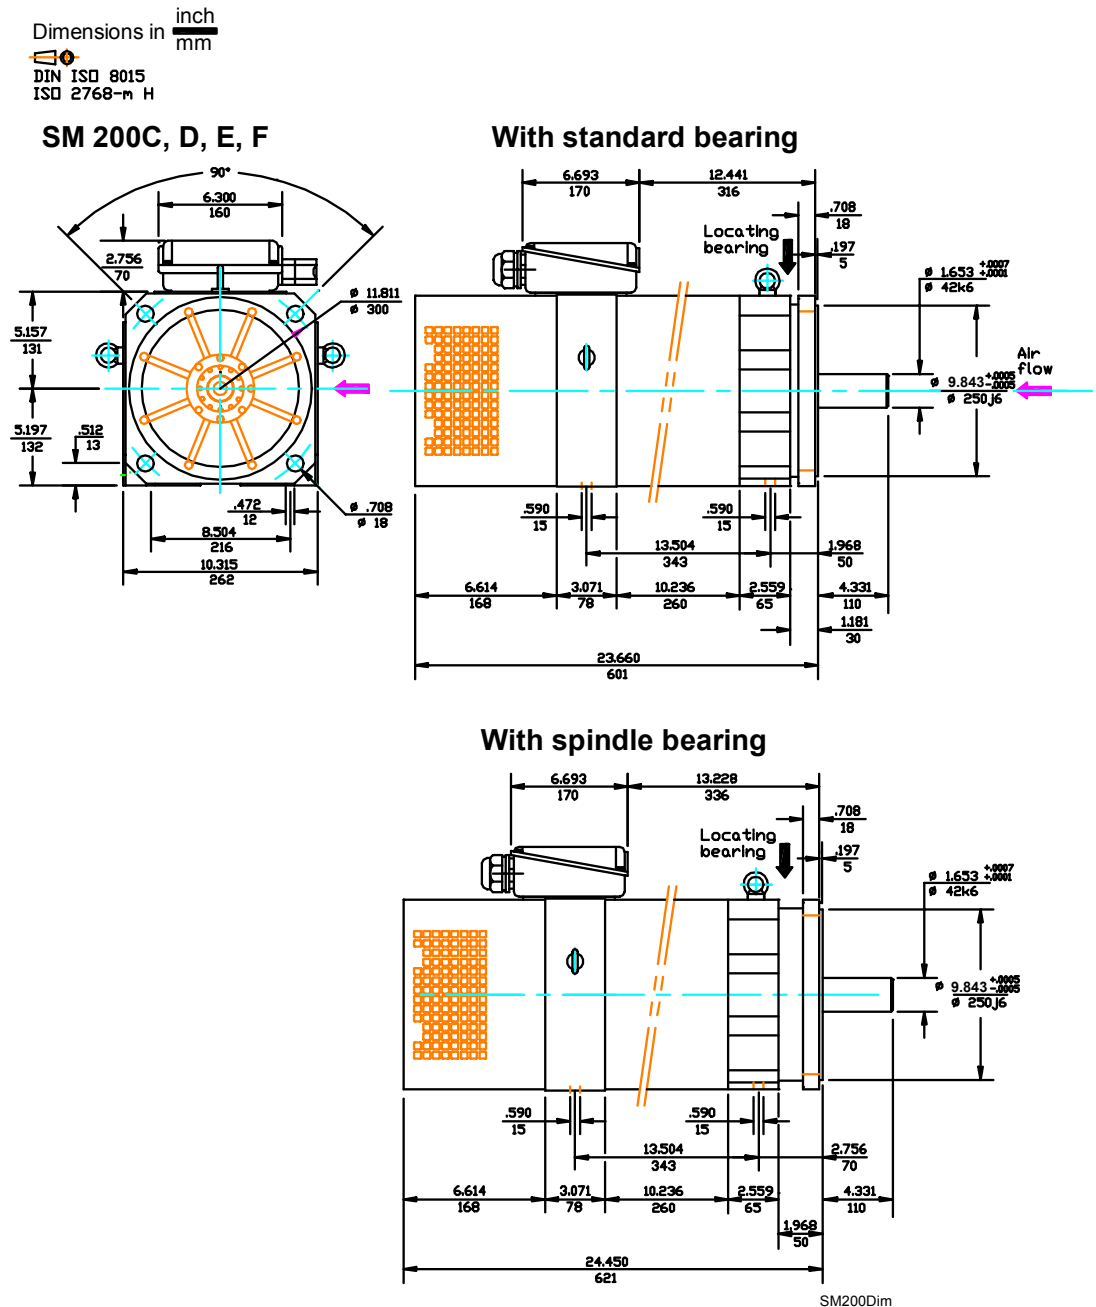 Dimensions in inch
mm
DIN ISO 8015
ISO 2768-m H
SM 200C, D, E, F
90°
6.300
160
2.756
70
ø 11.811
ø 300
5.157
131
5.197
132
.512
13
.472
12
ø .708
ø 18
8.504
216
10.315
262
With standard bearing
6.693
170
12.441
316
.708
18
Locating
bearing
.197
5
ø 1.653 +.0007 +.0001
ø 42k6
Air
flow
ø 9.843 +.0005 -.0005
ø 250j6
.590
15
.590
15
13.504
343
1.968
50
6.614
168
3.071
78
10.236
260
2.559
65
4.331
110
1.181
30
23.660
601
With spindle bearing
6.693
170
13.228
336
.708
18
Locating
bearing
.197
5
ø 1.653 +.0007 +.0001
ø 42k6
ø 9.843 +.0005 -.0005
ø 250j6
.590
15
.590
15
13.504
343
2.756
70
6.614
168
3.071
78
10.236
260
2.559
65
4.331
110
1.968
50
24.450
621
SM200Dim